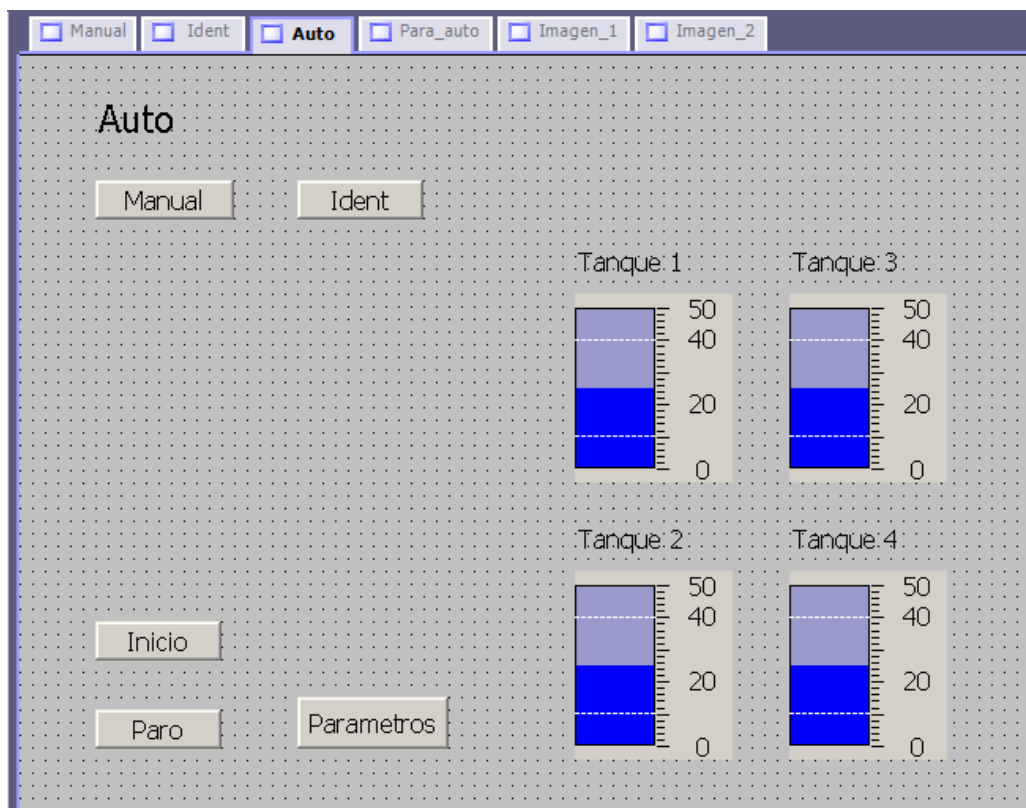 Manual Ident Auto Para_auto Imagen_1 Imagen_2
Auto
Manual Ident
Tanque 1 Tanque 3
50 50
40 40
20 20
0 0
Tanque 2 Tanque 4
50 50
40 40
Inicio
20 20
Parametros
Paro
0 0